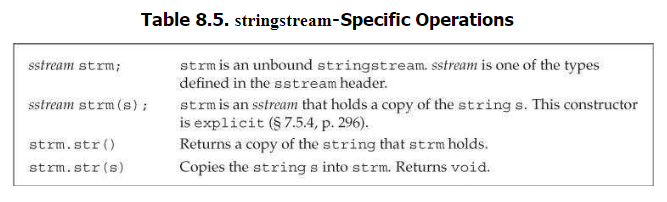 Table 8.5. stringstream-Specific Operations
sstream strm; strm is an unbound stringstream. sstream is one of the types
defined in the sstream header.
sstream strm(s); strm is an sstream that holds a copy of the string s. This constructor
is explicit (§ 7.5.4, p. 296).
strm.str() Returns a copy of the string that strm holds.
strm.str(s) Copies the string s into strm. Returns void.